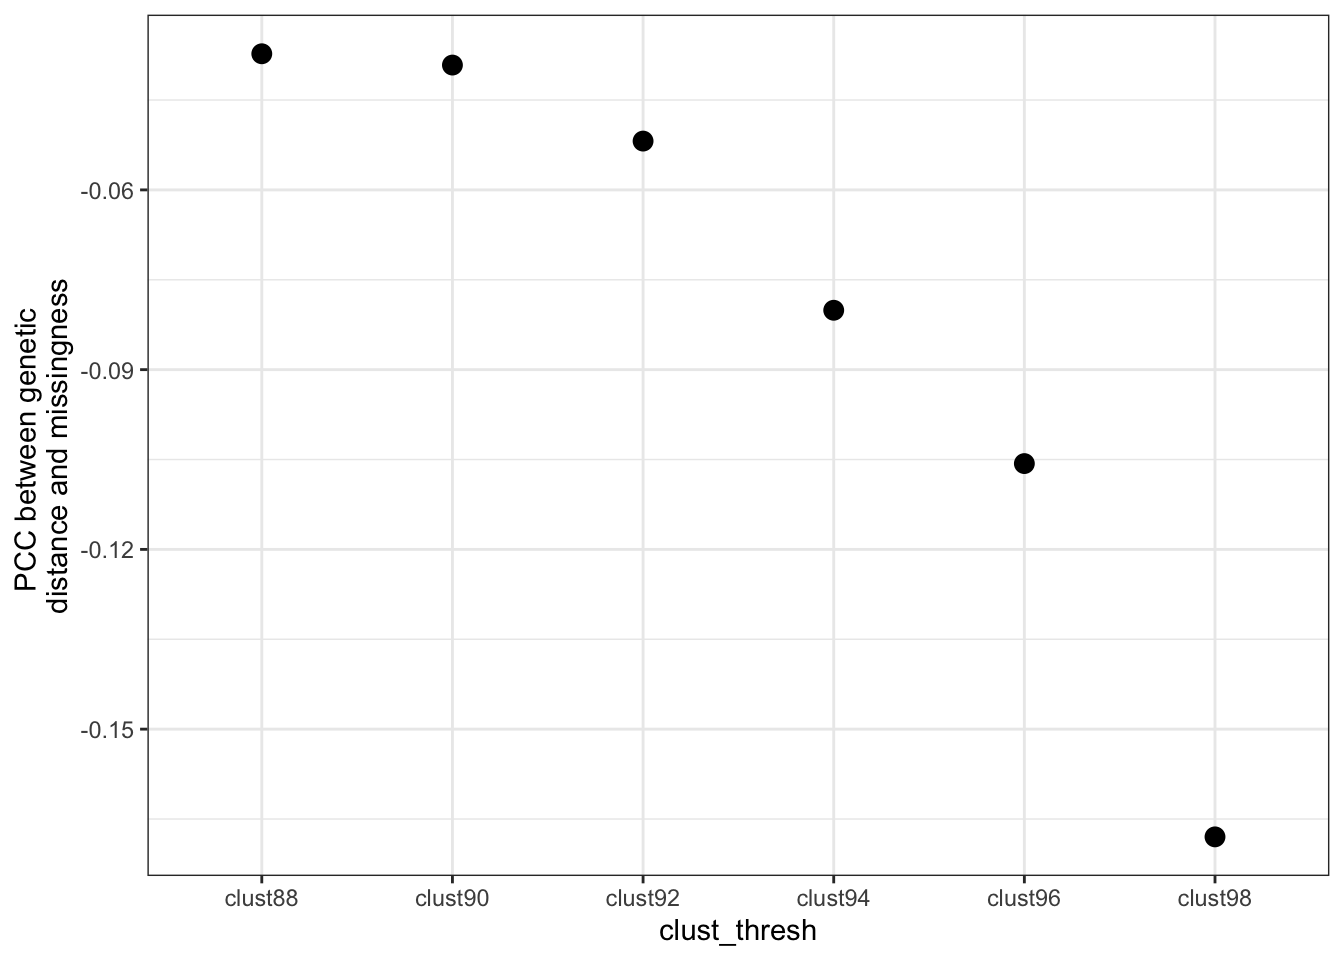 PCC between genetic
distance and missingness
-0.06
-0.09
-0.12
-0.15
clust88
clust90
clust92
clust94
clust96
clust98
clust_thresh